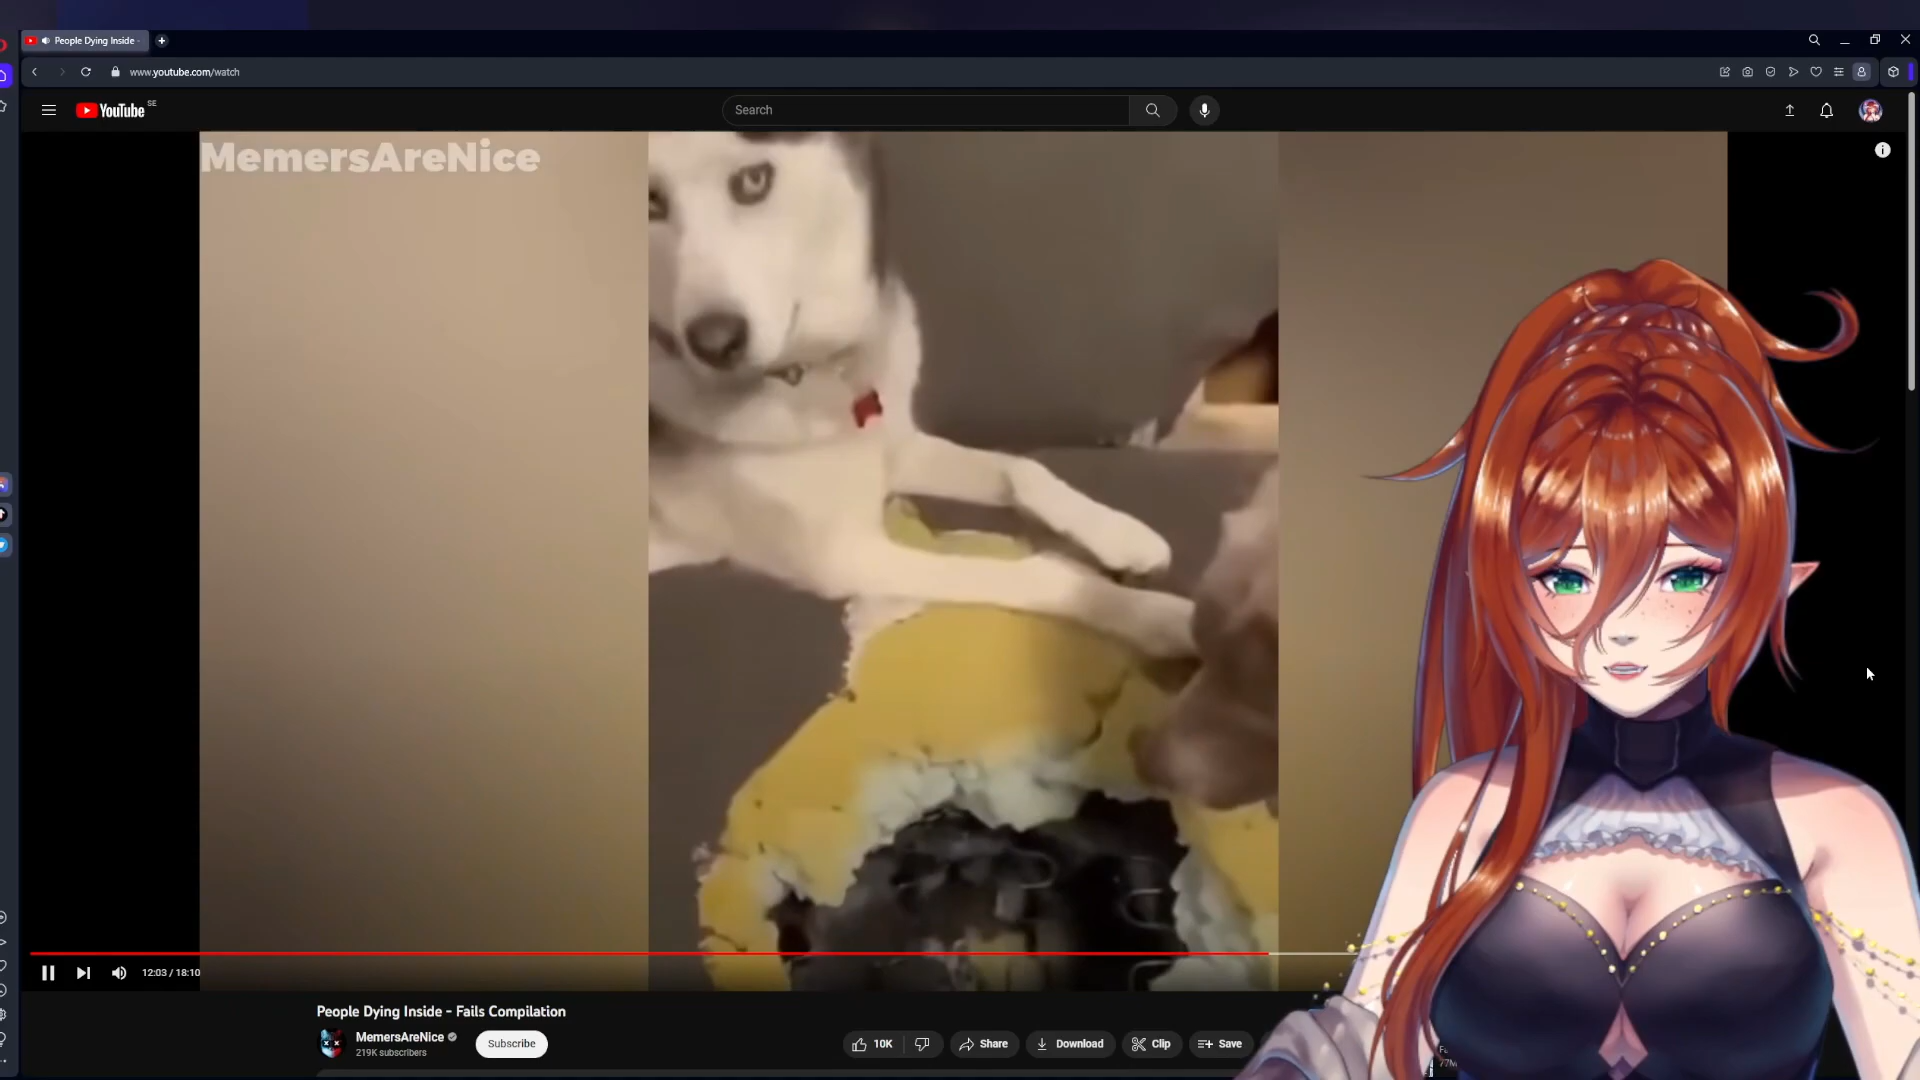 People Dying Inside -
www.youtube.com/watch
YouTube SE
Search
MemersAreNice
12:03 / 18:10
People Dying Inside - Fails Compilation
MemersAreNice
219K subscribers
Subscribe
10K
Share
Download
Clip
Save
77M